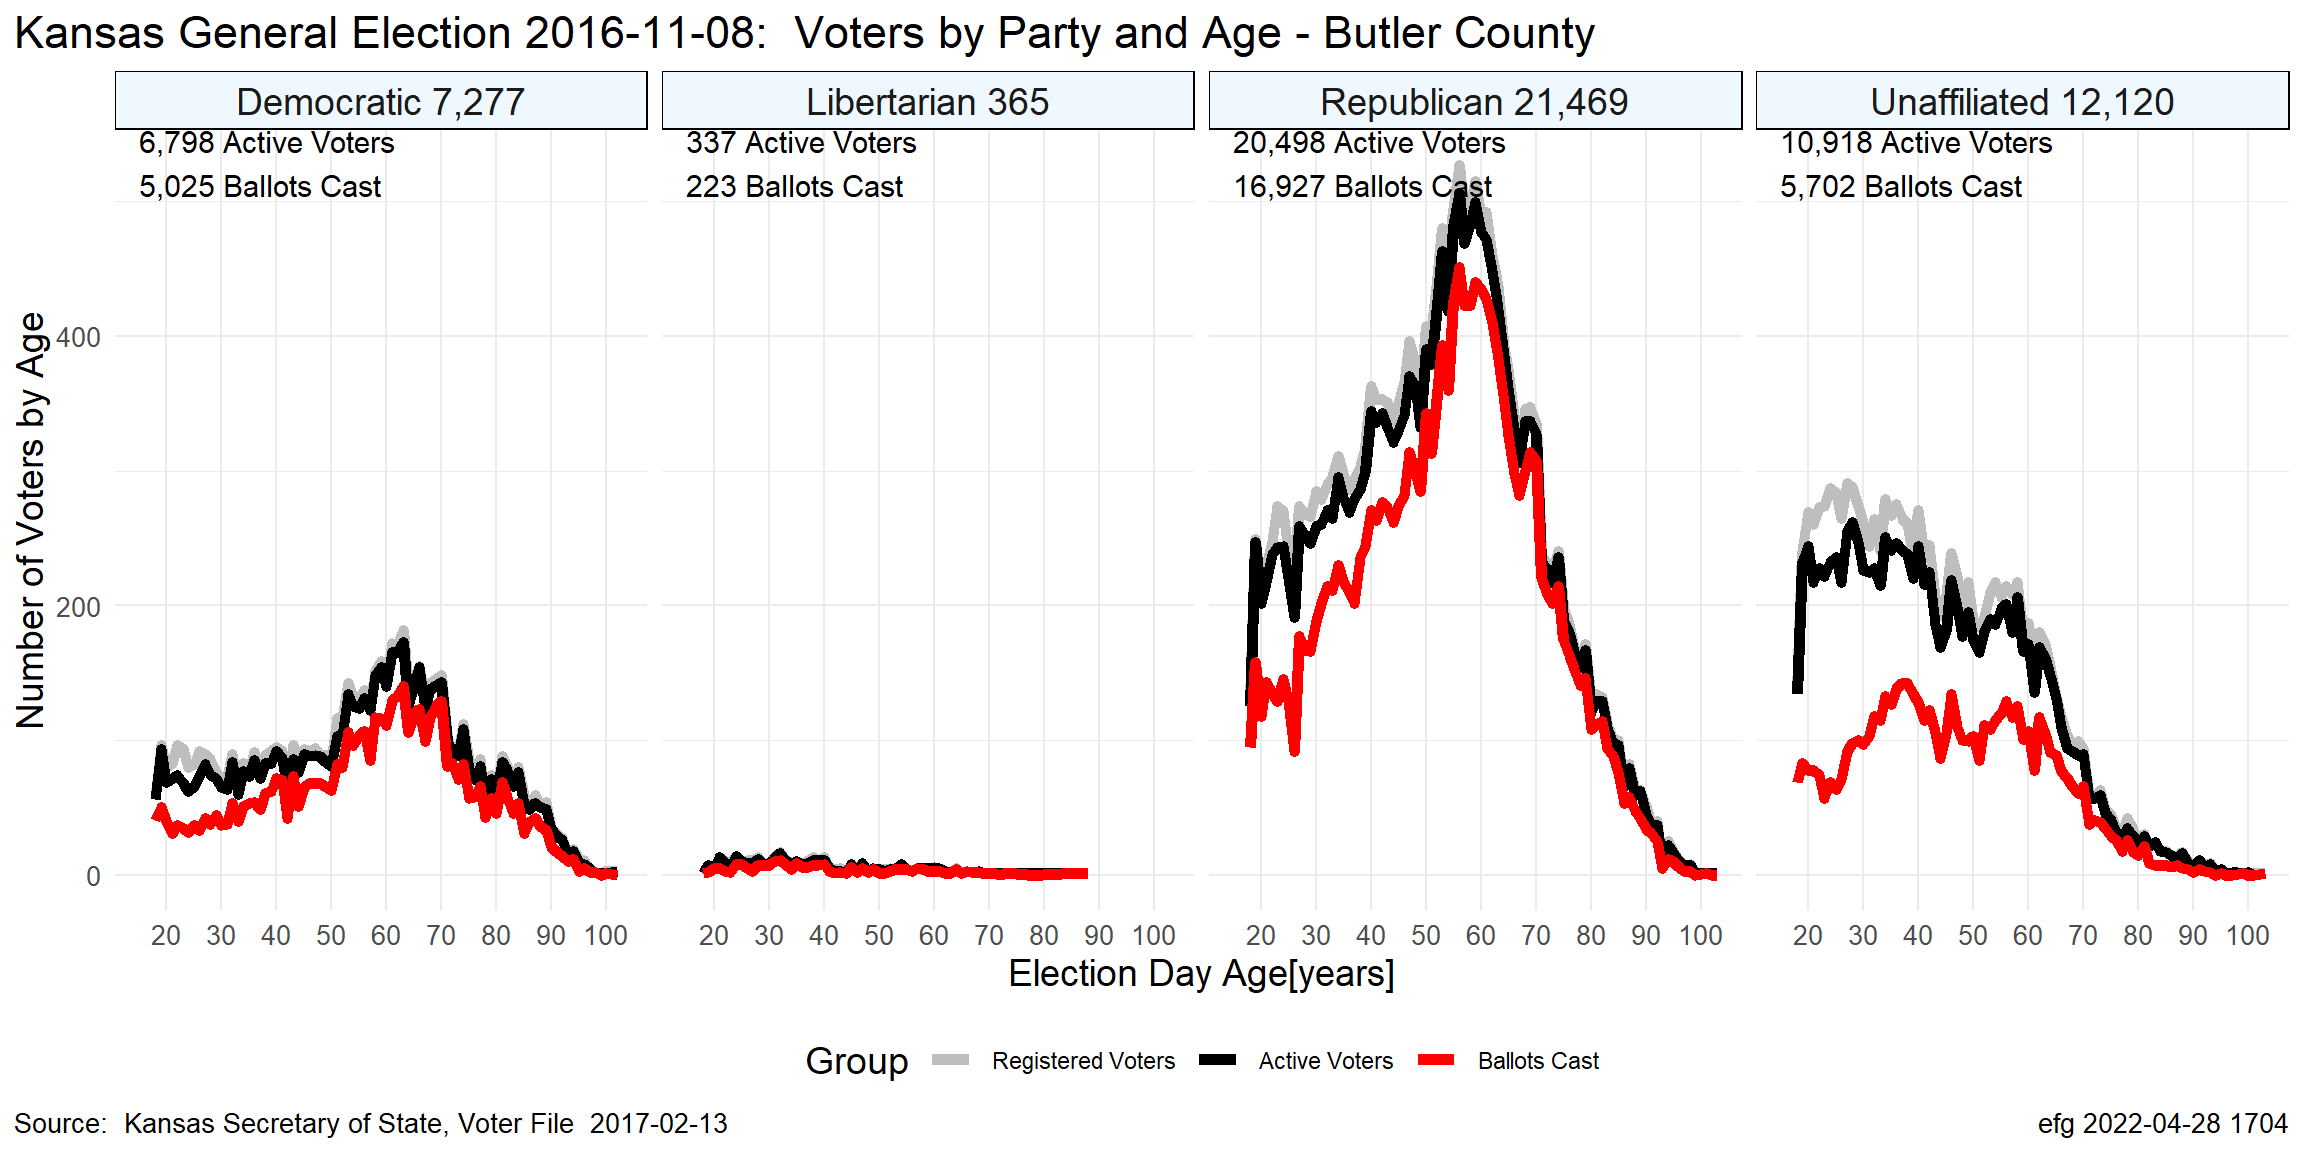 Kansas General Election 2016-11-08:  Voters by Party and Age - Butler County
Democratic 7,277
Libertarian 365
Republican 21,469
Unaffiliated 12,120
6,798 Active Voters
5,025 Ballots Cast
337 Active Voters
223 Ballots Cast
20,498 Active Voters
16,927 Ballots Cast
10,918 Active Voters
5,702 Ballots Cast
Number of Voters by Age
400
200
0
20 30 40 50 60 70 80 90 100
20 30 40 50 60 70 80 90 100
20 30 40 50 60 70 80 90 100
20 30 40 50 60 70 80 90 100
Election Day Age[years]
Group Registered Voters Active Voters Ballots Cast
Source:  Kansas Secretary of State, Voter File  2017-02-13
efg 2022-04-28 1704